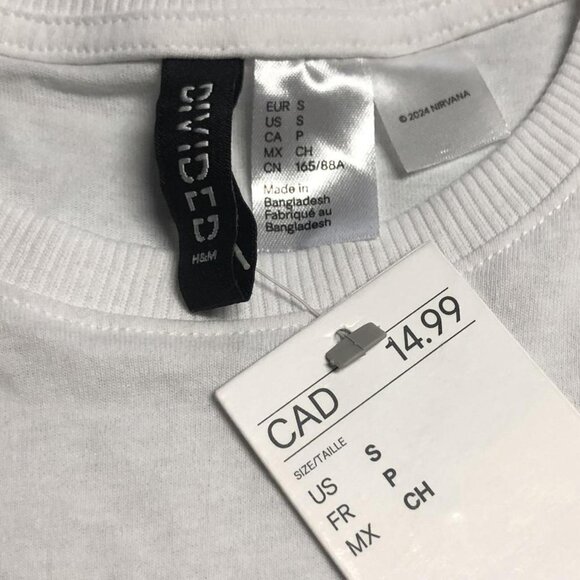 DIVIDED
H&M
EUR S
US S
CA P
MX CH
CN 165/88A
Made in
Bangladesh
Fabriqué au
Bangladesh
© 2024 NIRVANA
CAD 14.99
SIZE/TAILLE
US S
FR P
MX CH